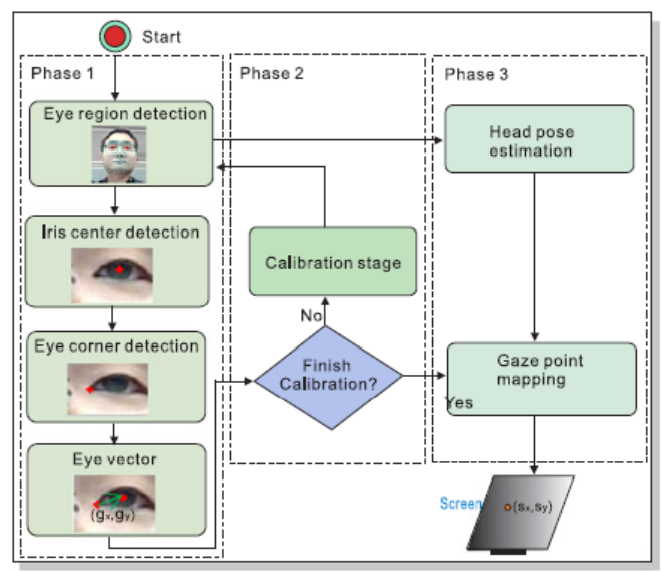 Start
Phase 1
Eye region detection
Iris center detection
Eye corner detection
Eye vector
(gx,gy)
Phase 2
Calibration stage
No
Finish
Calibration?
Phase 3
Head pose
estimation
Gaze point
mapping
Yes
Screen
(sx,sy)